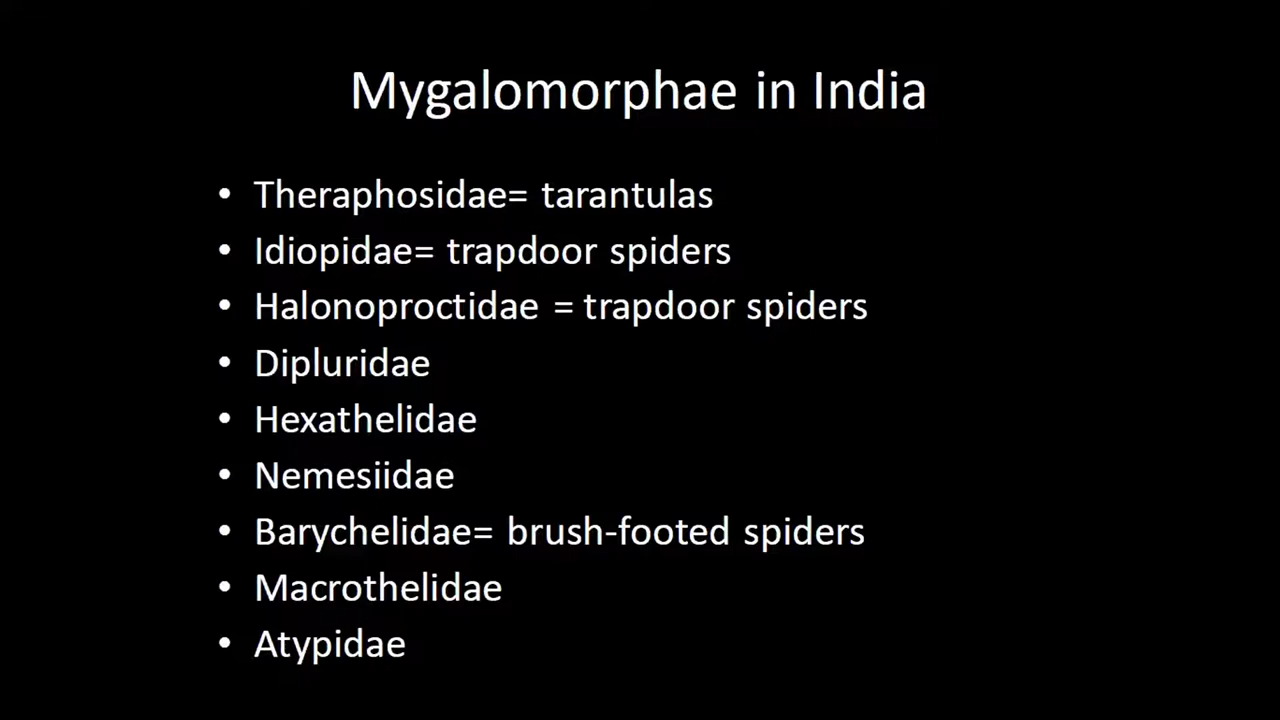 Mygalomorphae in India
• Theraphosidae= tarantulas
• Idiopidae= trapdoor spiders
• Halonoproctidae = trapdoor spiders
• Dipluridae
• Hexathelidae
• Nemesiidae
• Barychelidae= brush-footed spiders
• Macrothelidae
• Atypidae